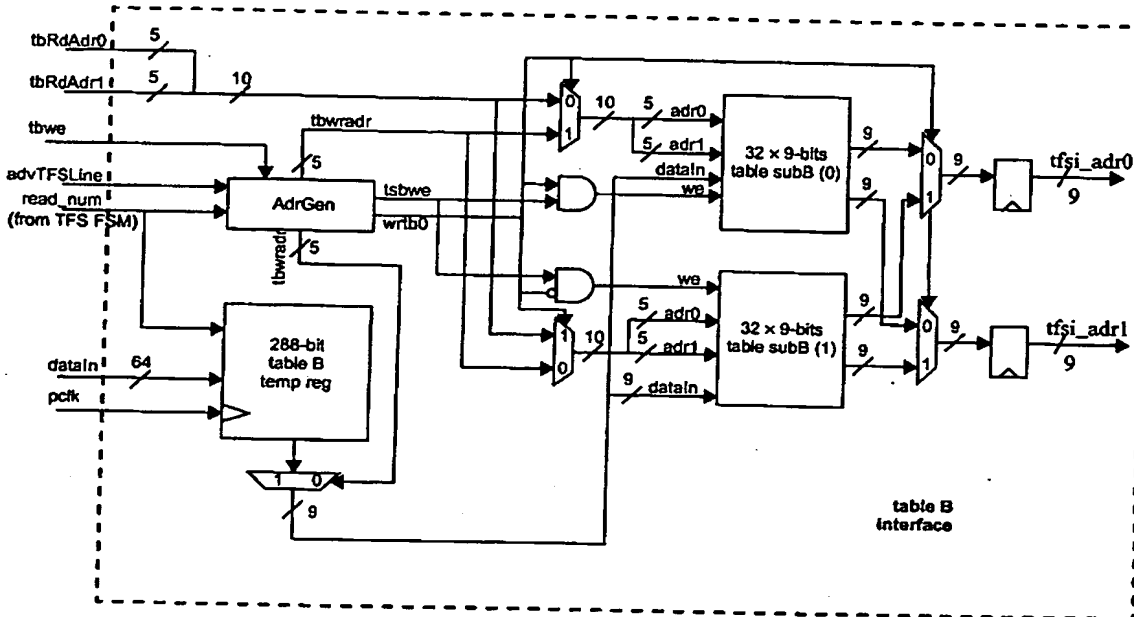 tbRdAdr0
5
tbRdAdr1
5
10
tbwe
tbwradr
5
advTFSLine
read_num
(from TFS FSM)
AdrGen
tsbwe
wrtb0
tbwradr
5
0
1
10
5
adr0
5
adr1
dataIn
we
32 × 9-bits
table subB (0)
9
9
0
1
9
tfsi_adr0
9
we
5
adr0
10
5
adr1
9
dataIn
1
0
32 × 9-bits
table subB (1)
9
9
0
1
9
tfsi_adr1
9
dataIn
64
pclk
288-bit
table B
temp reg
1 0
9
table B
interface